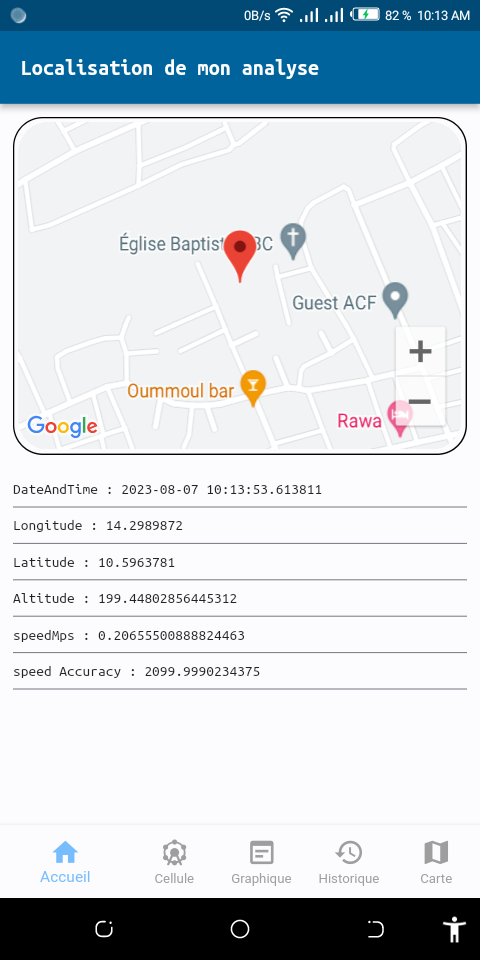 0B/s 82 % 10:13 AM
Localisation de mon analyse
Église Baptist BC
Guest ACF
Oummoul bar
Rawa
Google
DateAndTime : 2023-08-07 10:13:53.613811
Longitude : 14.2989872
Latitude : 10.5963781
Altitude : 199.44802856445312
speedMps : 0.20655500888824463
speed Accuracy : 2099.9990234375
Accueil Cellule Graphique Historique Carte